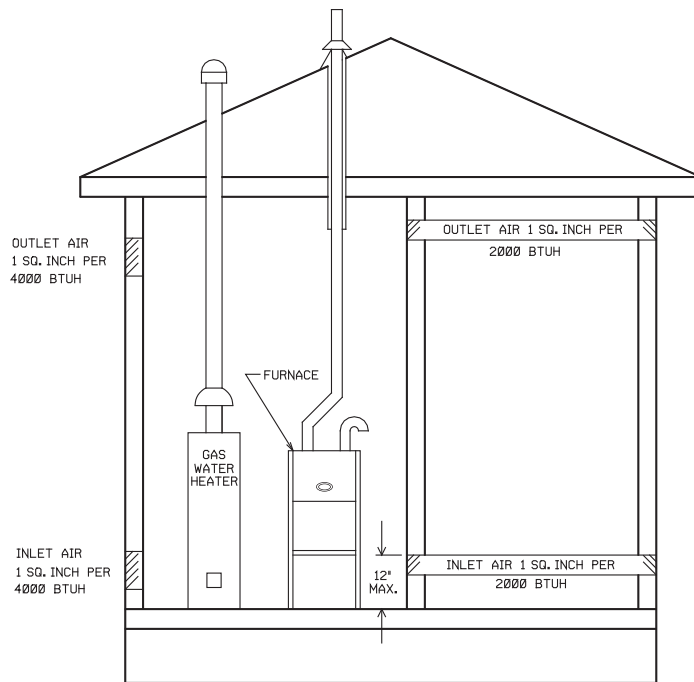 OUTLET AIR
1 SQ. INCH PER
4000 BTUH
OUTLET AIR 1 SQ. INCH PER
2000 BTUH
FURNACE
GAS
WATER
HEATER
INLET AIR
1 SQ. INCH PER
4000 BTUH
12"
MAX.
INLET AIR 1 SQ. INCH PER
2000 BTUH